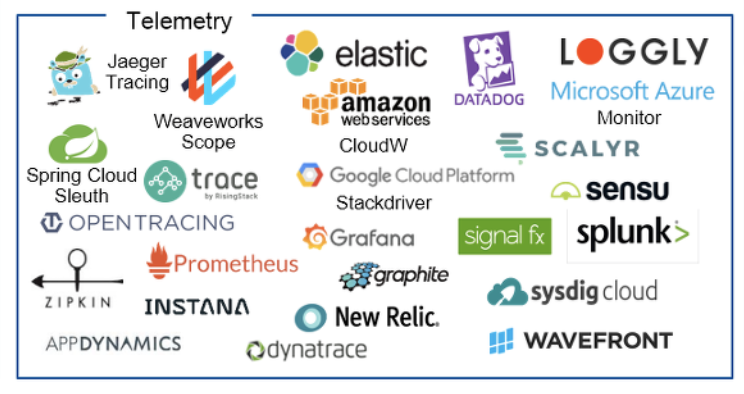 Telemetry
Jaeger
Tracing
Weaveworks
Scope
elastic
DATADOG
LOGGLY
amazon
web services
CloudW
Microsoft Azure
Monitor
Spring Cloud
Sleuth
trace
by RisingStack
Google Cloud Platform
Stackdriver
SCALYR
sensu
OPENTRACING
Grafana
signal fx
splunk>
ZIPKIN
Prometheus
graphite
sysdig cloud
INSTANA
New Relic.
APPDYNAMICS
dynatrace
WAVEFRONT